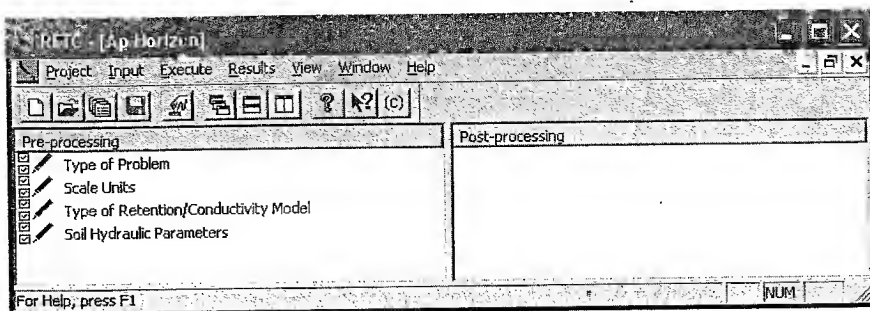 RETC - [Ap Horizon]
Project Input Execute Results View Window Help
(c)
Pre-processing
Post-processing
Type of Problem
Scale Units
Type of Retention/Conductivity Model
Soil Hydraulic Parameters
For Help, press F1
NUM